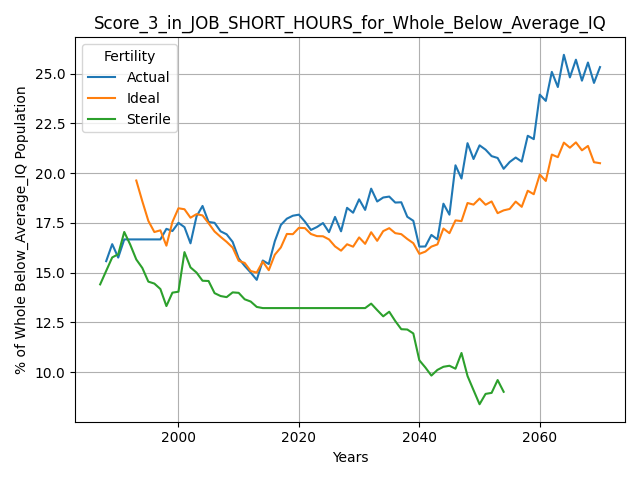 Score_3_in_JOB_SHORT_HOURS_for_Whole_Below_Average_IQ
Fertility
Actual
Ideal
Sterile
% of Whole Below_Average_IQ Population
25.0
22.5
20.0
17.5
15.0
12.5
10.0
2000
2020
2040
2060
Years